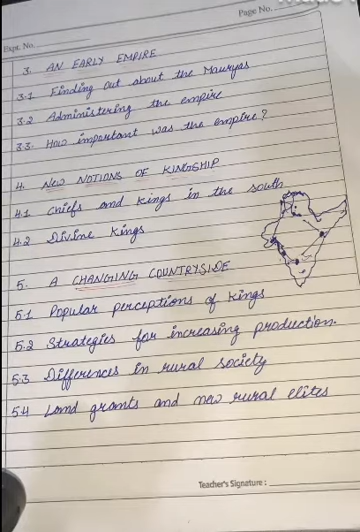 Page No.
Expt. No.
3. AN EARLY EMPIRE
3.1 Finding out about the Mauryas
3.2 Administering the empire
3.3. How important was the empire?
4. NEW NOTIONS OF KINGSHIP
4.1 Chiefs and kings in the south
4.2 Divine kings
5. A CHANGING COUNTRYSIDE
5.1 Popular perceptions of kings
5.2 Strategies for increasing production.
5.3 Differences in rural society
5.4 Land grants and new rural elites
Teacher's Signature :